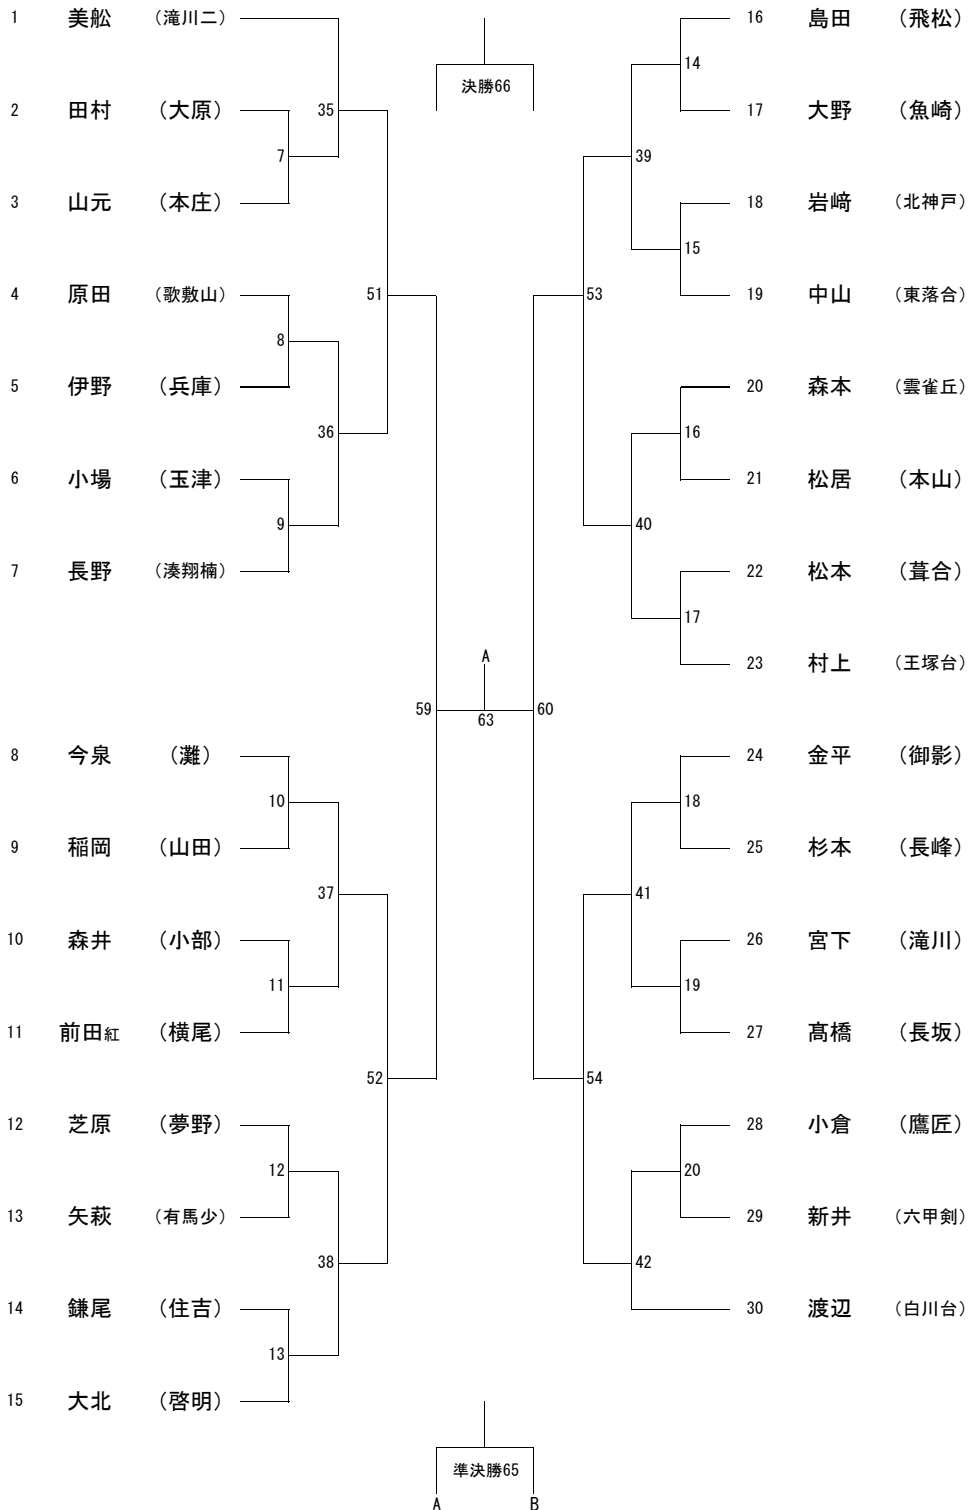 1 美舩 （滝川二）
2 田村 （大原）
3 山元 （本庄）
4 原田 （歌敷山）
5 伊野 （兵庫）
6 小場 （玉津）
7 長野 （湊翔楠）
8 今泉 （灘）
9 稲岡 （山田）
10 森井 （小部）
11 前田紅 （横尾）
12 芝原 （夢野）
13 矢萩 （有馬少）
14 鎌尾 （住吉）
15 大北 （啓明）
7
8
9
10
11
12
13
35
36
37
38
51
52
59
決勝66
A
63
準決勝65
A B
60
53
54
39
40
41
42
14
15
16
17
18
19
20
16 島田 （飛松）
17 大野 （魚崎）
18 岩﨑 （北神戸）
19 中山 （東落合）
20 森本 （雲雀丘）
21 松居 （本山）
22 松本 （葺合）
23 村上 （王塚台）
24 金平 （御影）
25 杉本 （長峰）
26 宮下 （滝川）
27 髙橋 （長坂）
28 小倉 （鷹匠）
29 新井 （六甲剣）
30 渡辺 （白川台）